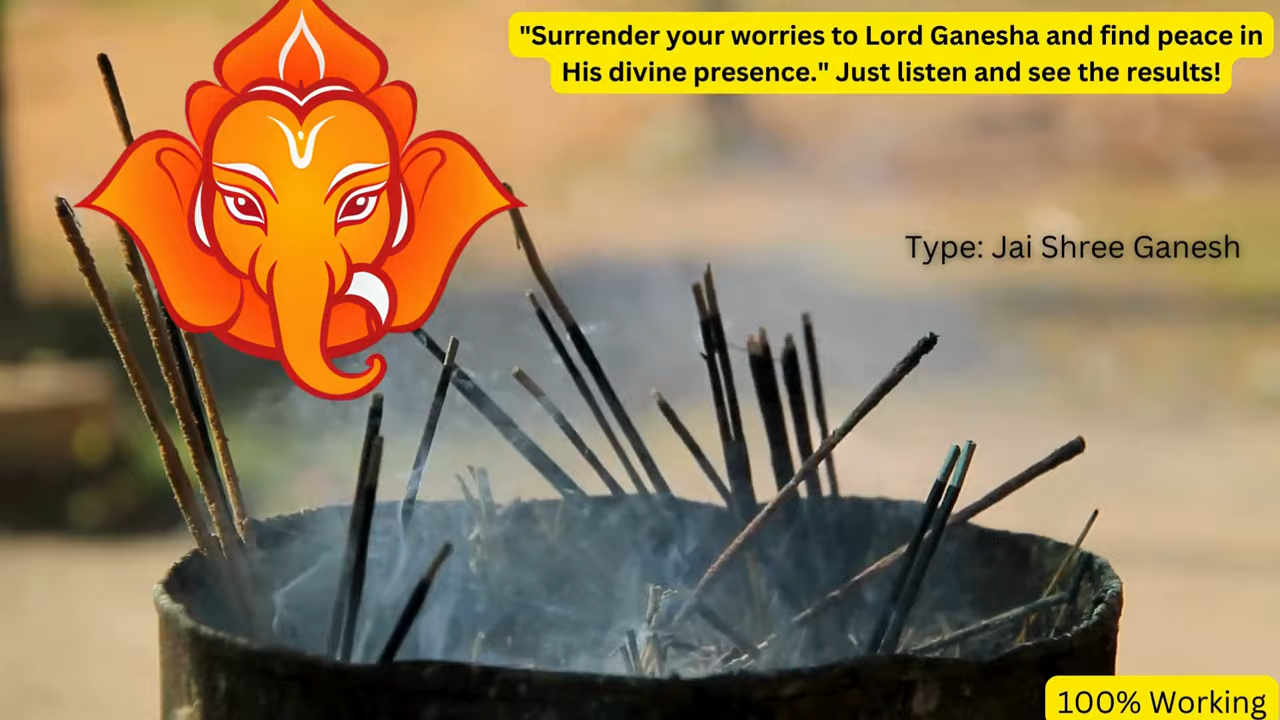 "Surrender your worries to Lord Ganesha and find peace in
His divine presence." Just listen and see the results!
Type: Jai Shree Ganesh
100% Working